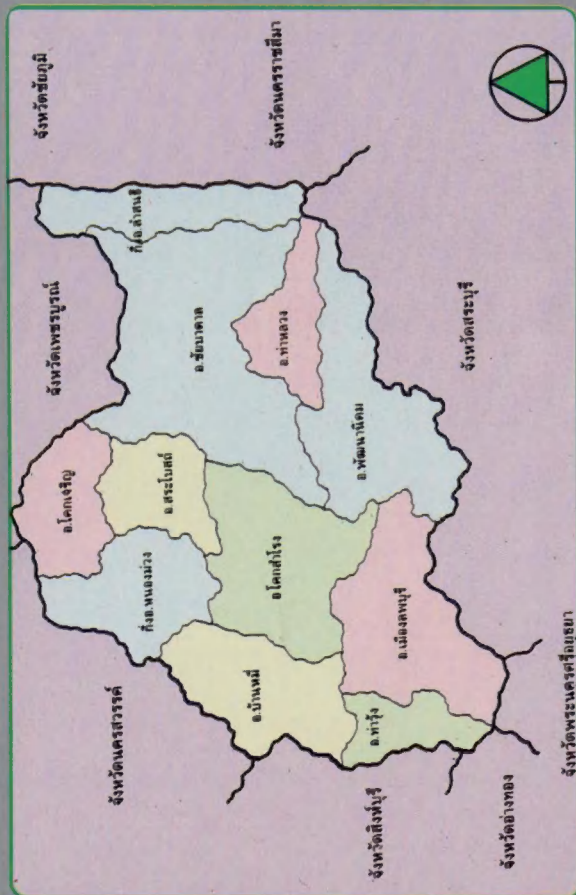 จังหวัดชัยภูมิ
จังหวัดนครราชสีมา
จังหวัดเพชรบูรณ์
กิ่งอ.ลำสนธิ
อ.ชัยบาดาล
อ.ท่าหลวง
จังหวัดสระบุรี
อ.พัฒนานิคม
อ.โคกเจริญ
อ.สระโบสถ์
กิ่งอ.หนองม่วง
อ.โคกสำโรง
อ.เมืองลพบุรี
อ.บ้านหมี่
อ.ท่าวุ้ง
จังหวัดนครสวรรค์
จังหวัดสิงห์บุรี
จังหวัดอ่างทอง
จังหวัดพระนครศรีอยุธยา